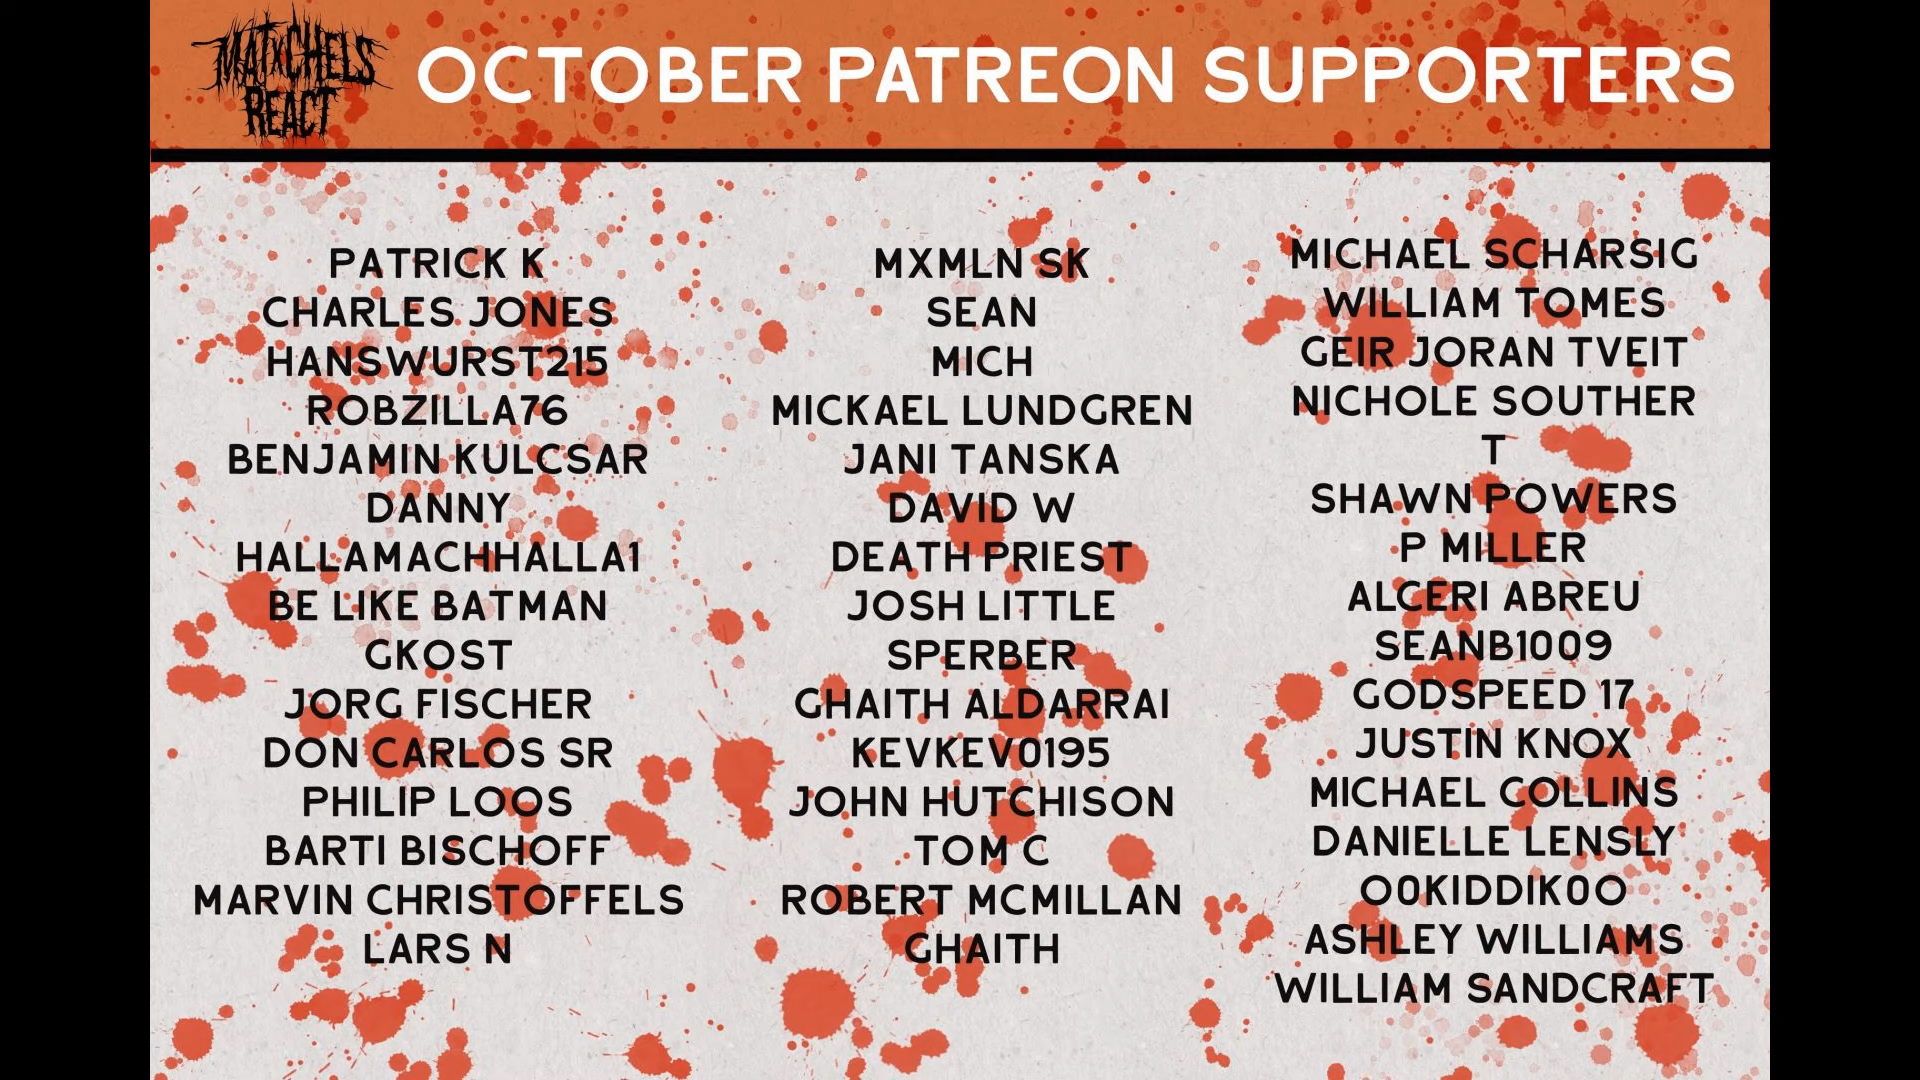 MATXCHELS
REACT
OCTOBER PATREON SUPPORTERS
PATRICK K
CHARLES JONES
HANSWURST215
ROBZILLA76
BENJAMIN KULCSAR
DANNY
HALLAMACHHALLA1
BE LIKE BATMAN
GKOST
JORG FISCHER
DON CARLOS SR
PHILIP LOOS
BARTI BISCHOFF
MARVIN CHRISTOFFELS
LARS N
MXMLN SK
SEAN
MICH
MICKAEL LUNDGREN
JANI TANSKA
DAVID W
DEATH PRIEST
JOSH LITTLE
SPERBER
GHAITH ALDARRAI
KEVKEV0195
JOHN HUTCHISON
TOM C
ROBERT MCMILLAN
GHAITH
MICHAEL SCHARSIG
WILLIAM TOMES
GEIR JORAN TVEIT
NICHOLE SOUTHER
T
SHAWN POWERS
P MILLER
ALCERI ABREU
SEANB1009
GODSPEED 17
JUSTIN KNOX
MICHAEL COLLINS
DANIELLE LENSLY
O0KIDDIK0O
ASHLEY WILLIAMS
WILLIAM SANDCRAFT